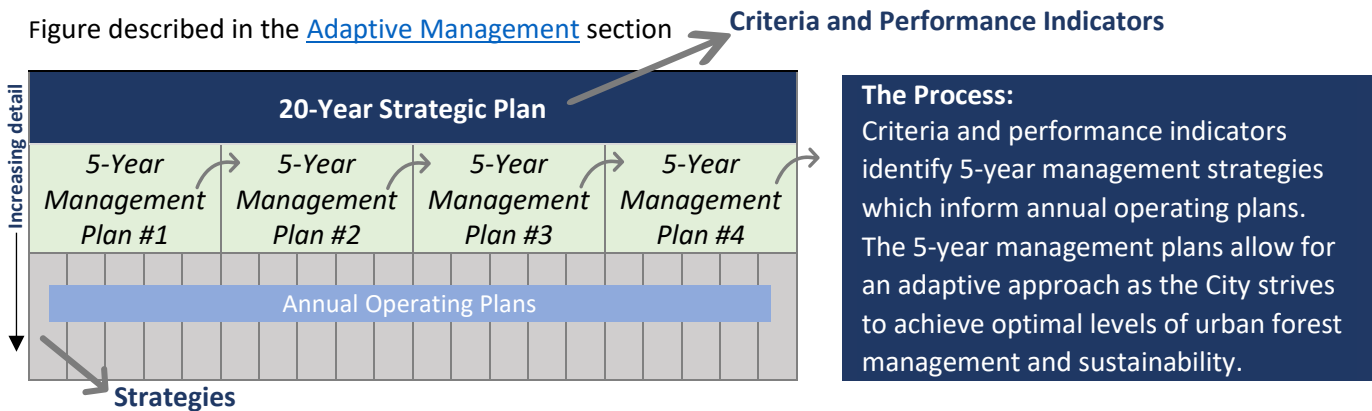 Figure described in the Adaptive Management section
Criteria and Performance Indicators
Increasing detail
20-Year Strategic Plan
5-Year
Management
Plan #1
5-Year
Management
Plan #2
5-Year
Management
Plan #3
5-Year
Management
Plan #4
Annual Operating Plans
Strategies
The Process:
Criteria and performance indicators
identify 5-year management strategies
which inform annual operating plans.
The 5-year management plans allow for
an adaptive approach as the City strives
to achieve optimal levels of urban forest
management and sustainability.